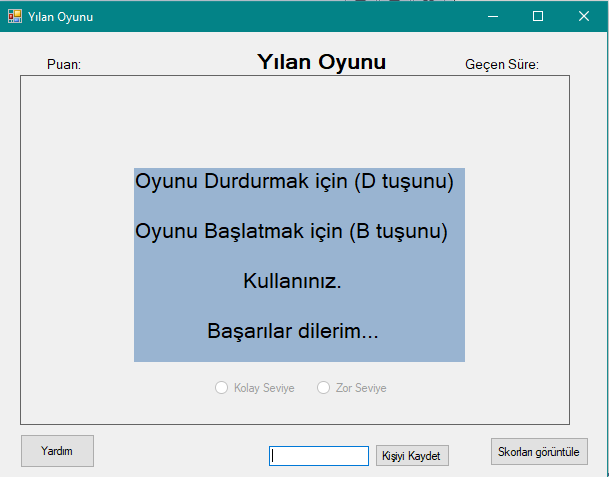 Yılan Oyunu
Yılan Oyunu
Puan:
Geçen Süre:
Oyunu Durdurmak için (D tuşunu)
Oyunu Başlatmak için (B tuşunu)
Kullanınız.
Başarılar dilerim...
Kolay Seviye
Zor Seviye
Yardım
Kişiyi Kaydet
Skorları görüntüle